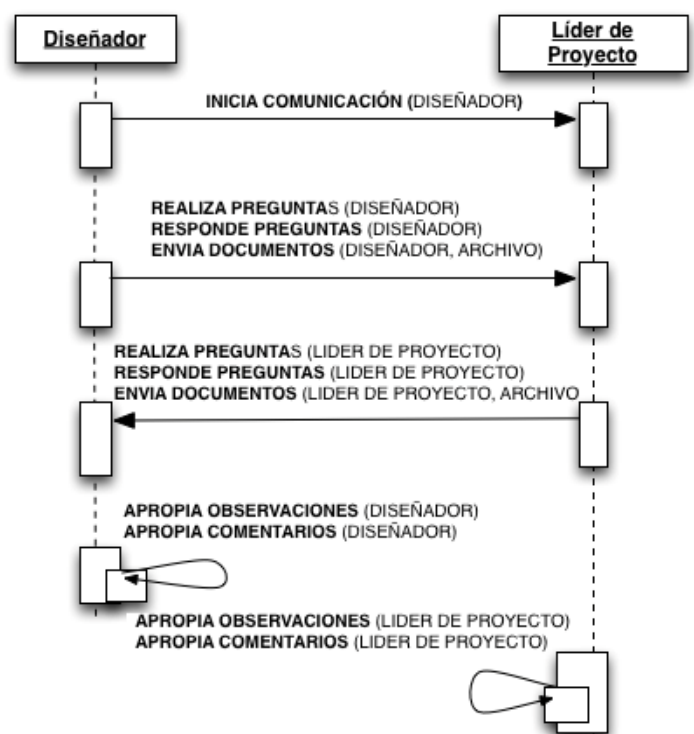 Diseñador
Líder de
Proyecto
INICIA COMUNICACIÓN (DISEÑADOR)
REALIZA PREGUNTAS (DISEÑADOR)
RESPONDE PREGUNTAS (DISEÑADOR)
ENVIA DOCUMENTOS (DISEÑADOR, ARCHIVO)
REALIZA PREGUNTAS (LIDER DE PROYECTO)
RESPONDE PREGUNTAS (LIDER DE PROYECTO)
ENVIA DOCUMENTOS (LIDER DE PROYECTO, ARCHIVO
APROPIA OBSERVACIONES (DISEÑADOR)
APROPIA COMENTARIOS (DISEÑADOR)
APROPIA OBSERVACIONES (LIDER DE PROYECTO)
APROPIA COMENTARIOS (LIDER DE PROYECTO)